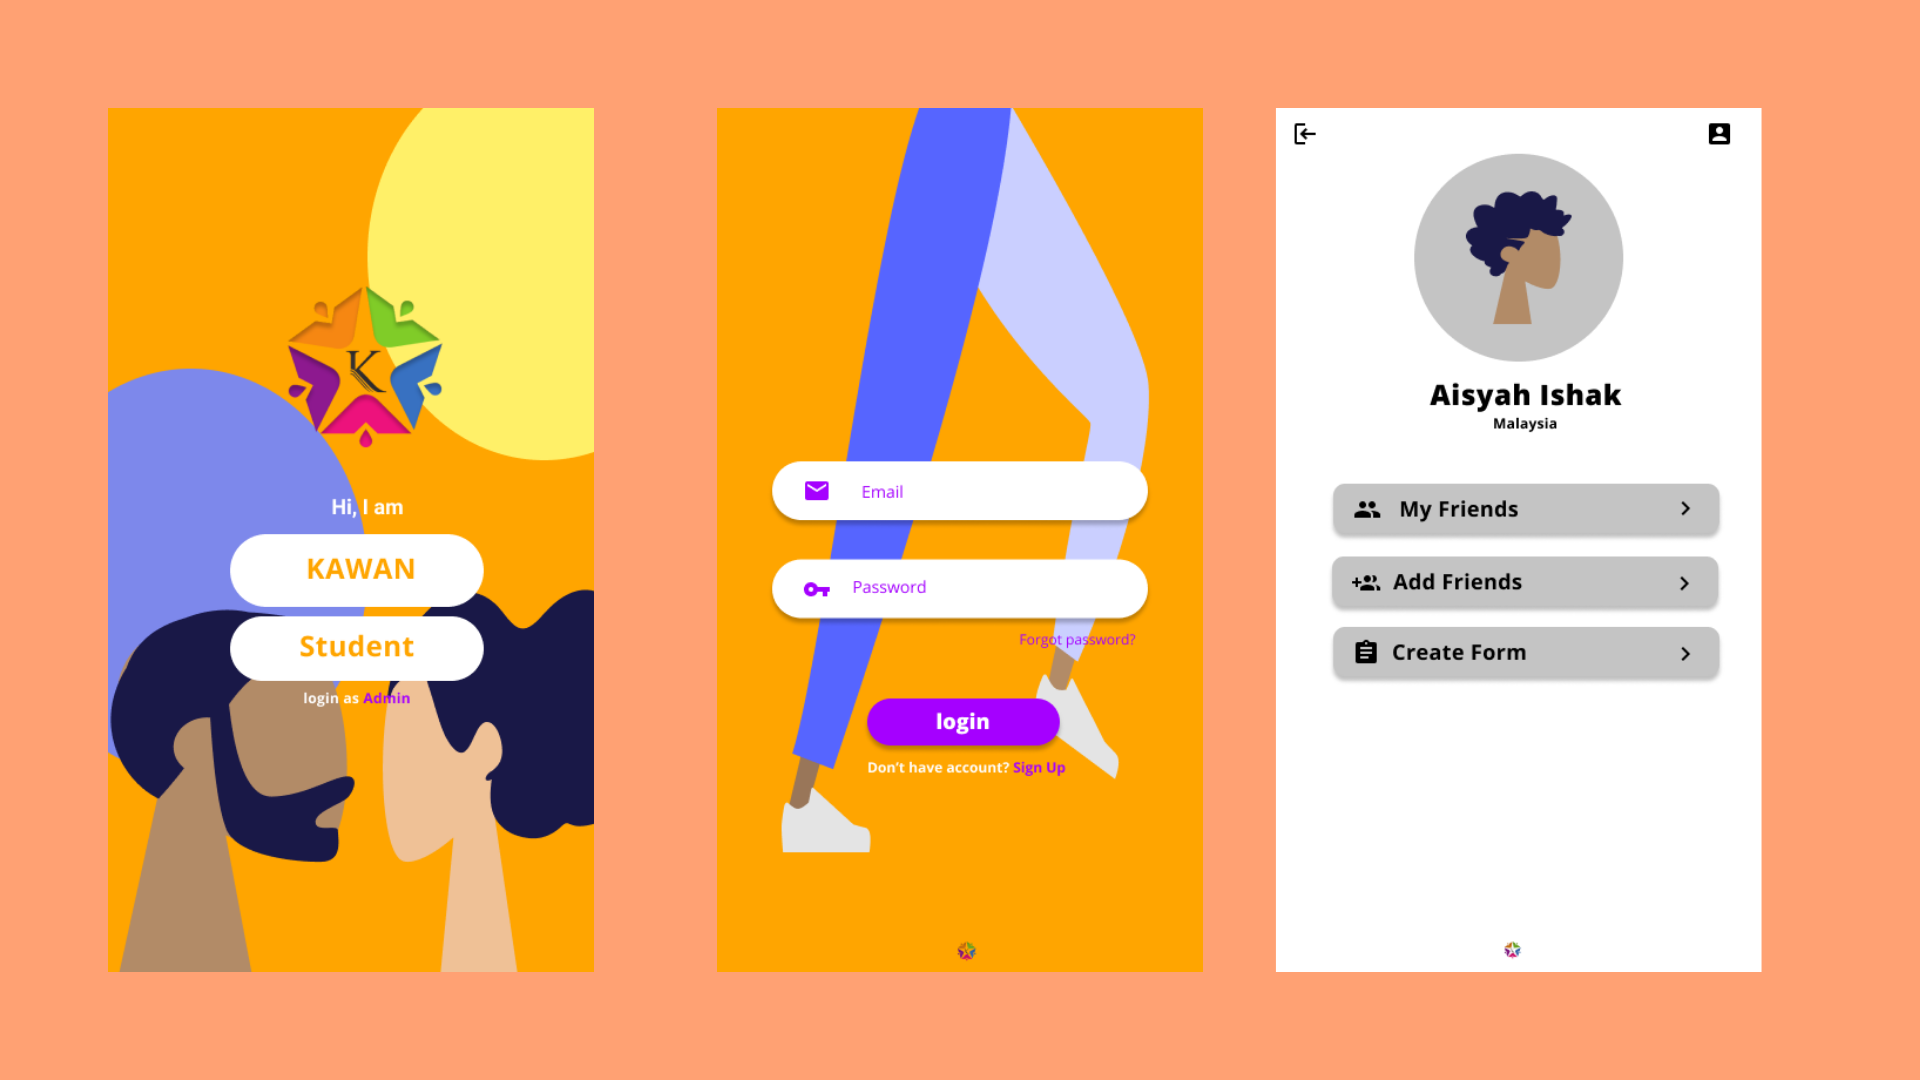 K
Hi, I am
KAWAN
Student
login as Admin
Email
Password
Forgot password?
login
Don't have account? Sign Up
Aisyah Ishak
Malaysia
My Friends
Add Friends
Create Form